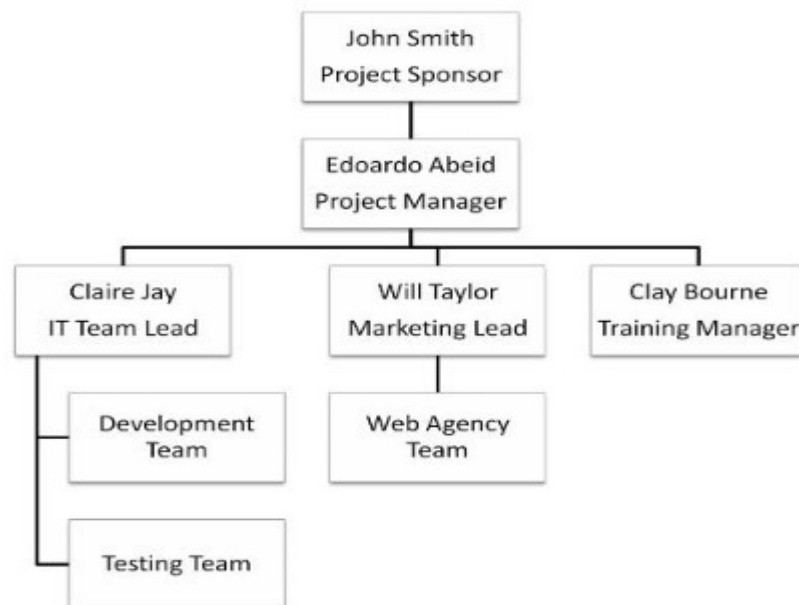 John Smith
Project Sponsor
Edoardo Abeid
Project Manager
Claire Jay
IT Team Lead
Will Taylor
Marketing Lead
Clay Bourne
Training Manager
Development
Team
Web Agency
Team
Testing Team